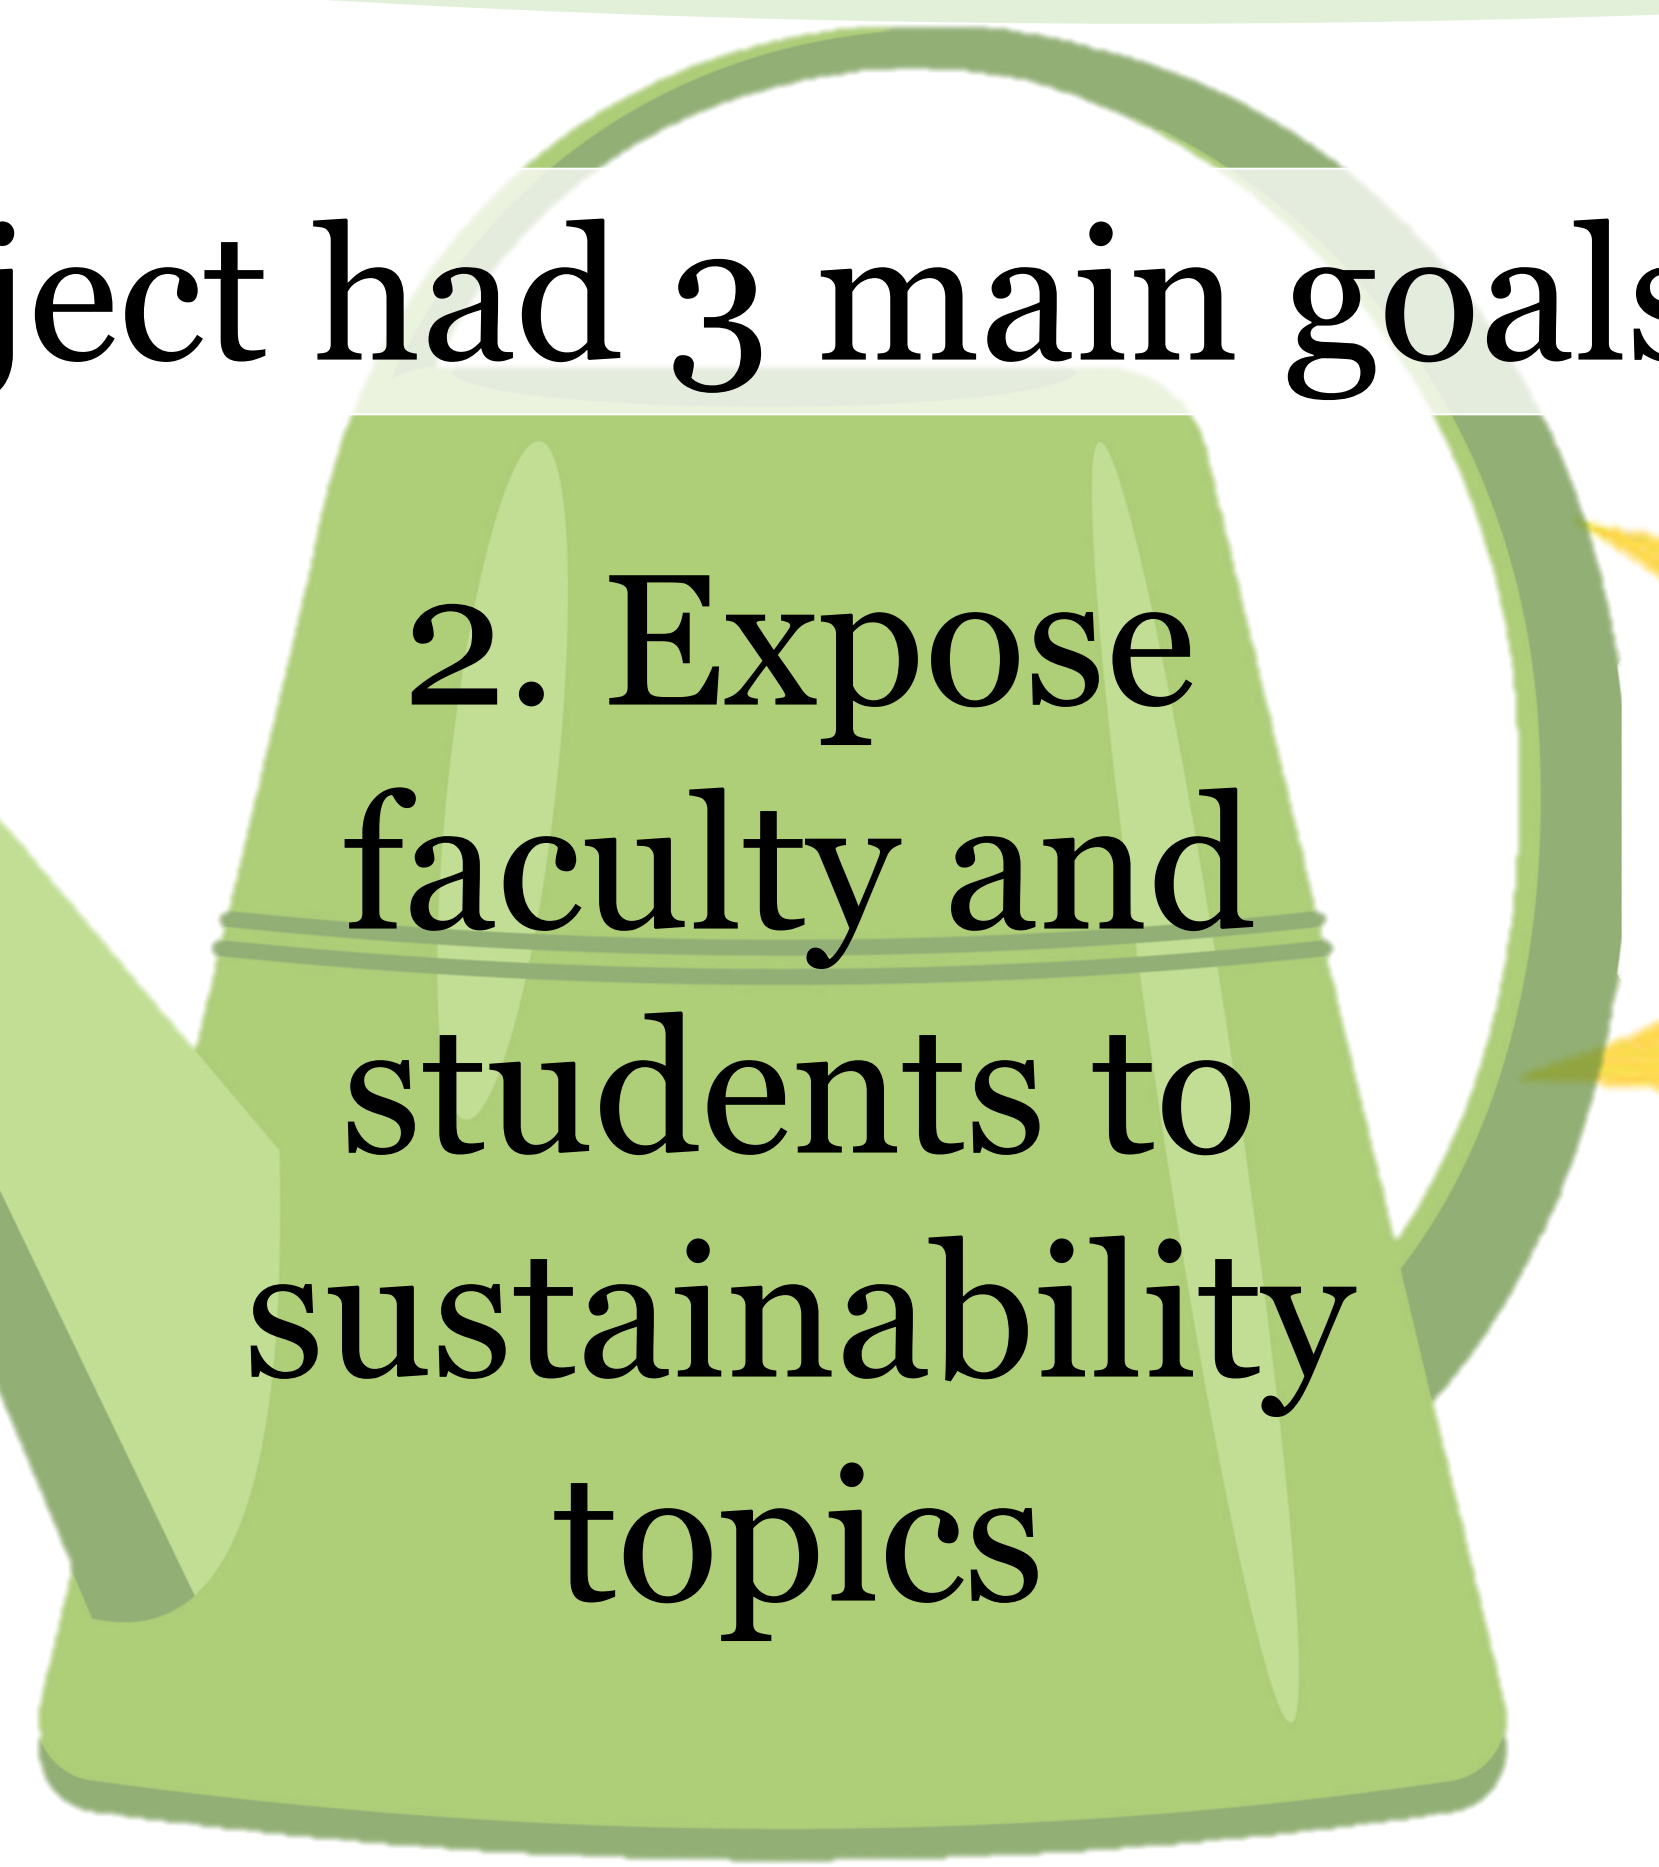 ject had 3 main goals
2. Expose
faculty and
students to
sustainability
topics